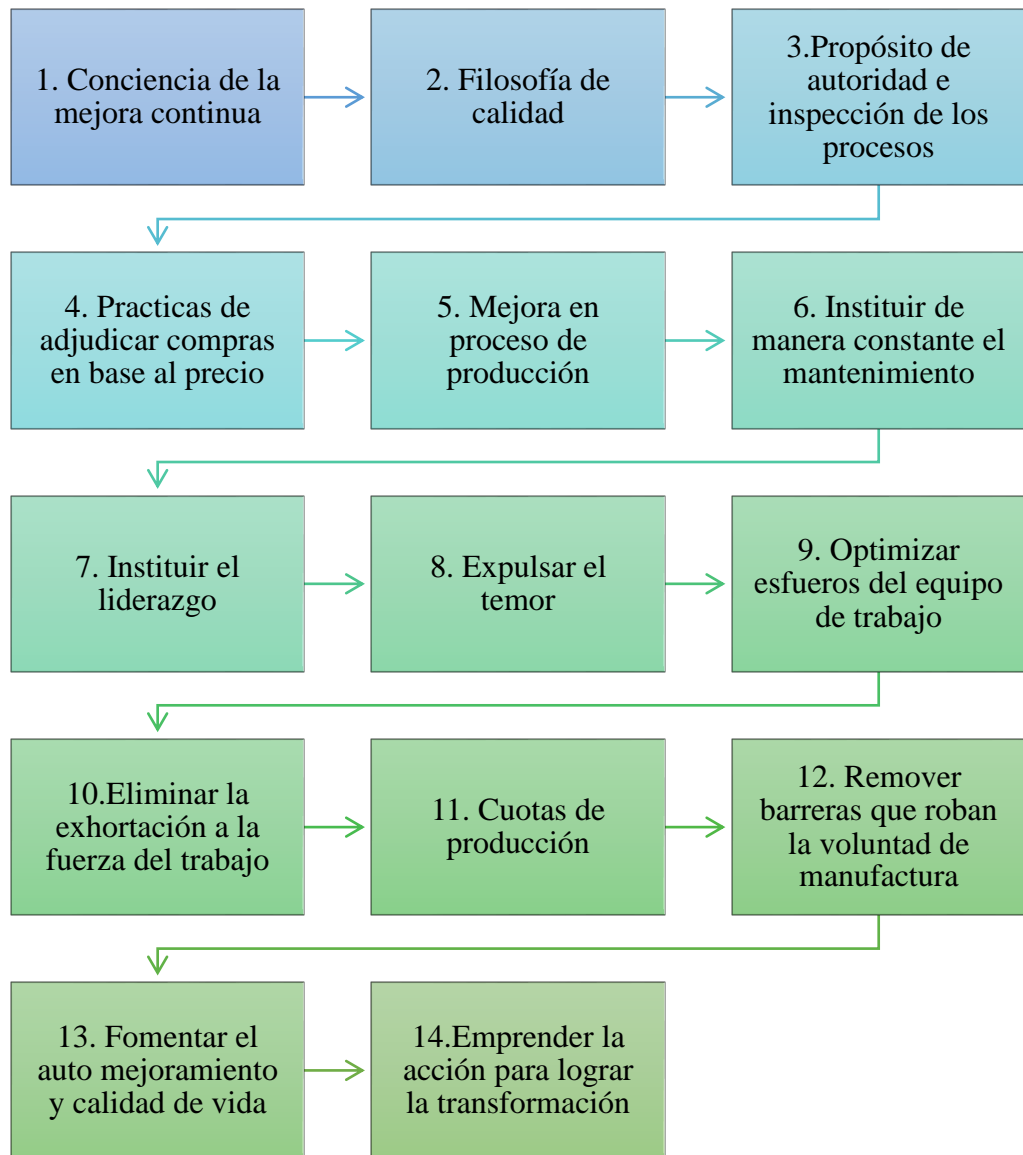 1. Conciencia de la
mejora continua
2. Filosofía de
calidad
3.Propósito de
autoridad e
inspección de los
procesos
4. Practicas de
adjudicar compras
en base al precio
5. Mejora en
proceso de
producción
6. Instituir de
manera constante el
mantenimiento
7. Instituir el
liderazgo
8. Expulsar el
temor
9. Optimizar
esfueros del equipo
de trabajo
10.Eliminar la
exhortación a la
fuerza del trabajo
11. Cuotas de
producción
12. Remover
barreras que roban
la voluntad de
manufactura
13. Fomentar el
auto mejoramiento
y calidad de vida
14.Emprender la
acción para lograr
la transformación